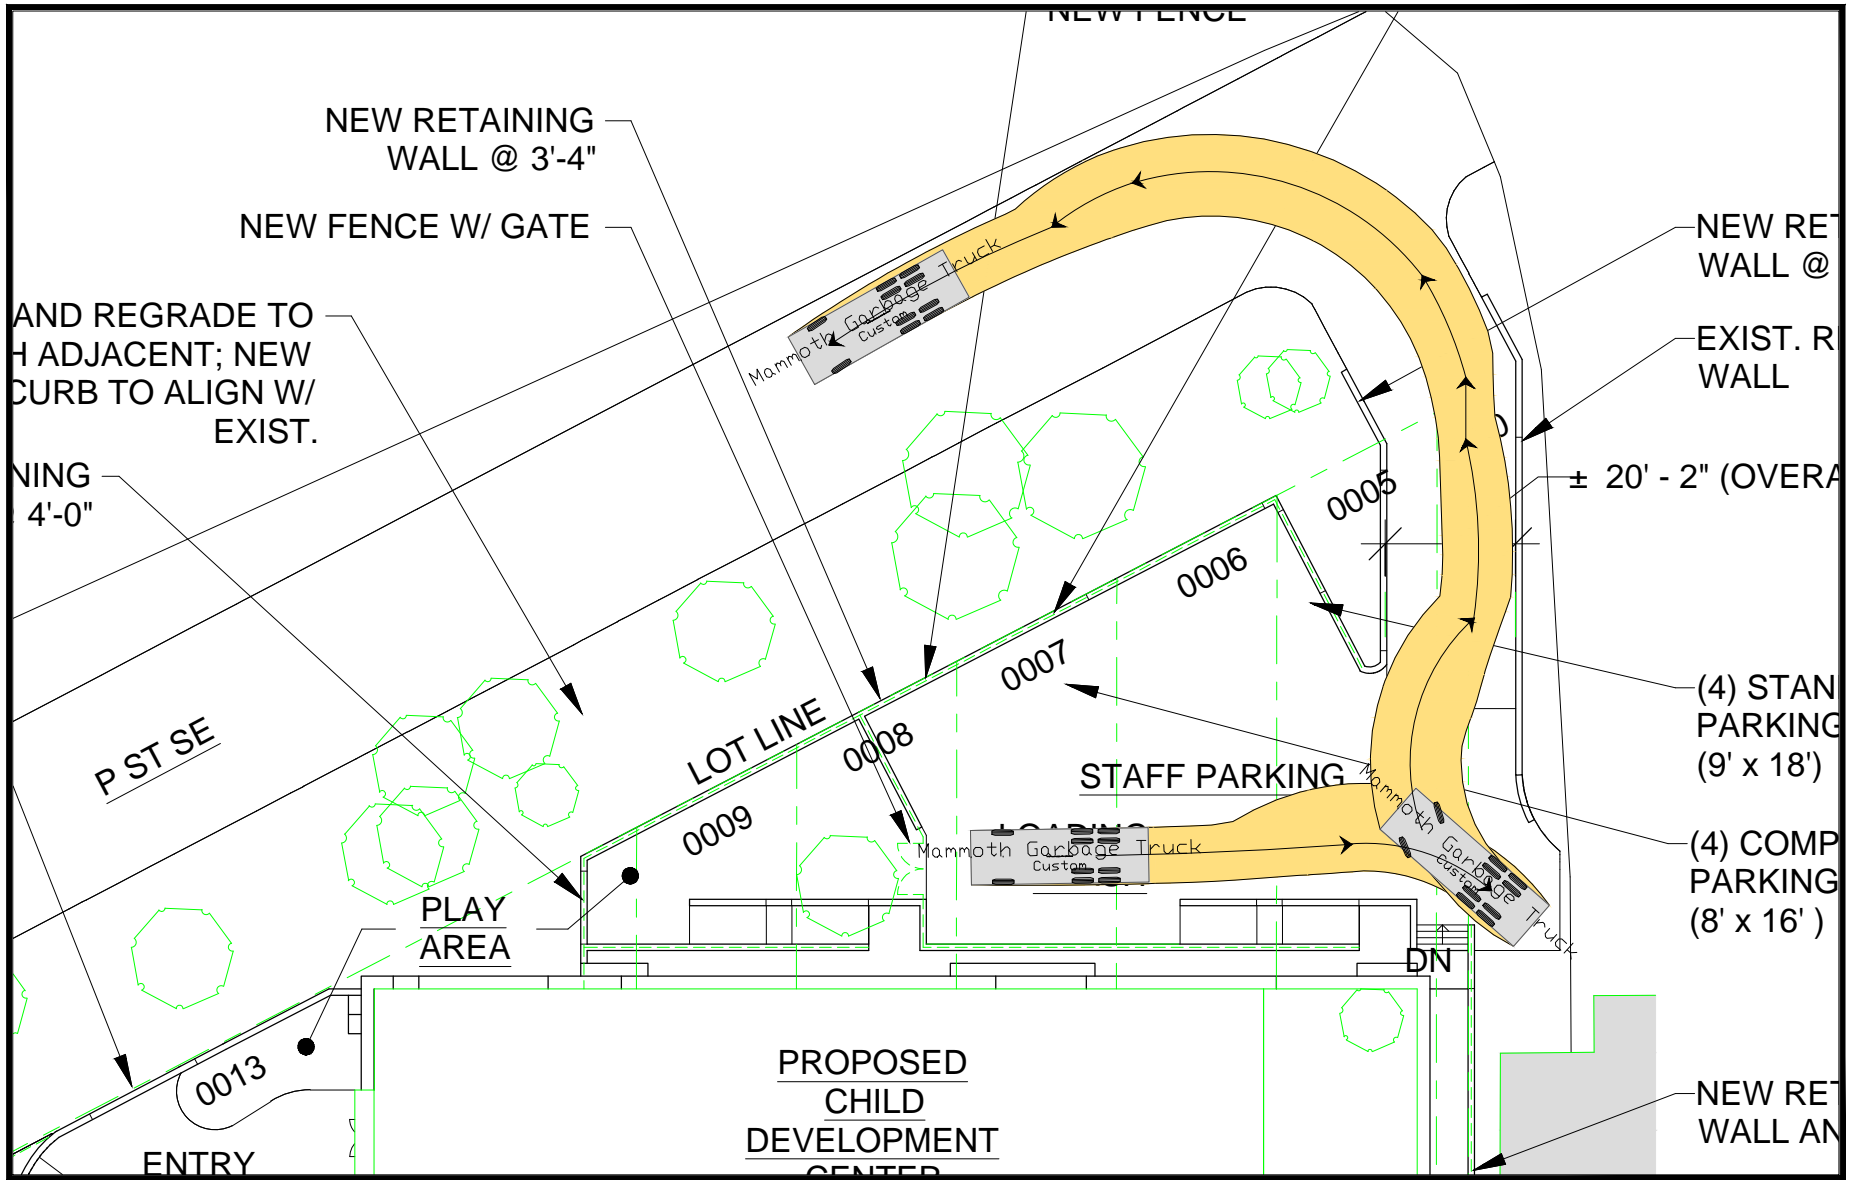 NEW FENCE
NEW RETAINING
WALL @ 3'-4"
NEW FENCE W/ GATE
AND REGRADE TO
H ADJACENT; NEW
CURB TO ALIGN W/
EXIST.
NING
4'-0"
NEW RET
WALL @
EXIST. R
WALL
± 20' - 2" (OVERA
(4) STAN
PARKING
(9' x 18')
(4) COMP
PARKING
(8' x 16' )
NEW RET
WALL AN
Mammoth Garbage Truck
Custom
0005
0006
0007
0008
0009
0013
P ST SE
LOT LINE
STAFF PARKING
LOADING
Mammoth Garbage Truck
Custom
Mammoth Garbage Truck
Custom
PLAY
AREA
DN
PROPOSED
CHILD
DEVELOPMENT
CENTER
ENTRY